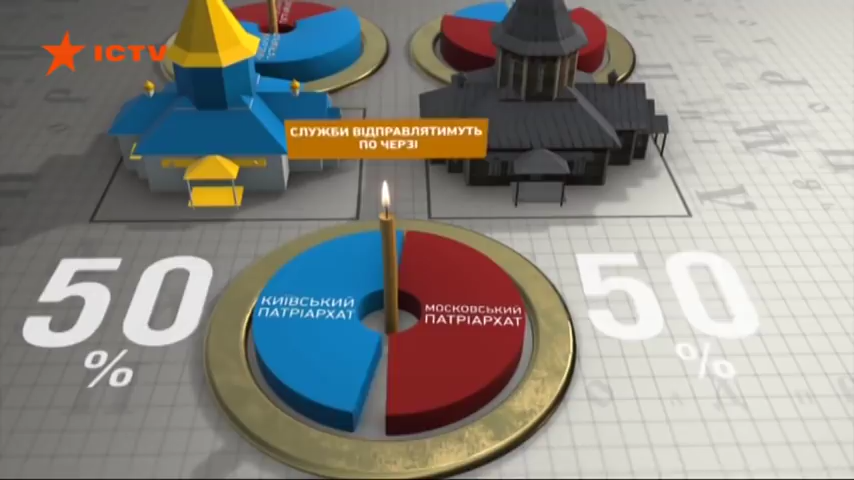 ICTV
СЛУЖБИ ВІДПРАВЛЯТИМУТЬ
ПО ЧЕРЗІ
50
%
КИЇВСЬКИЙ
ПАТРІАРХАТ
МОСКОВСЬКИЙ
ПАТРІАРХАТ
50
%